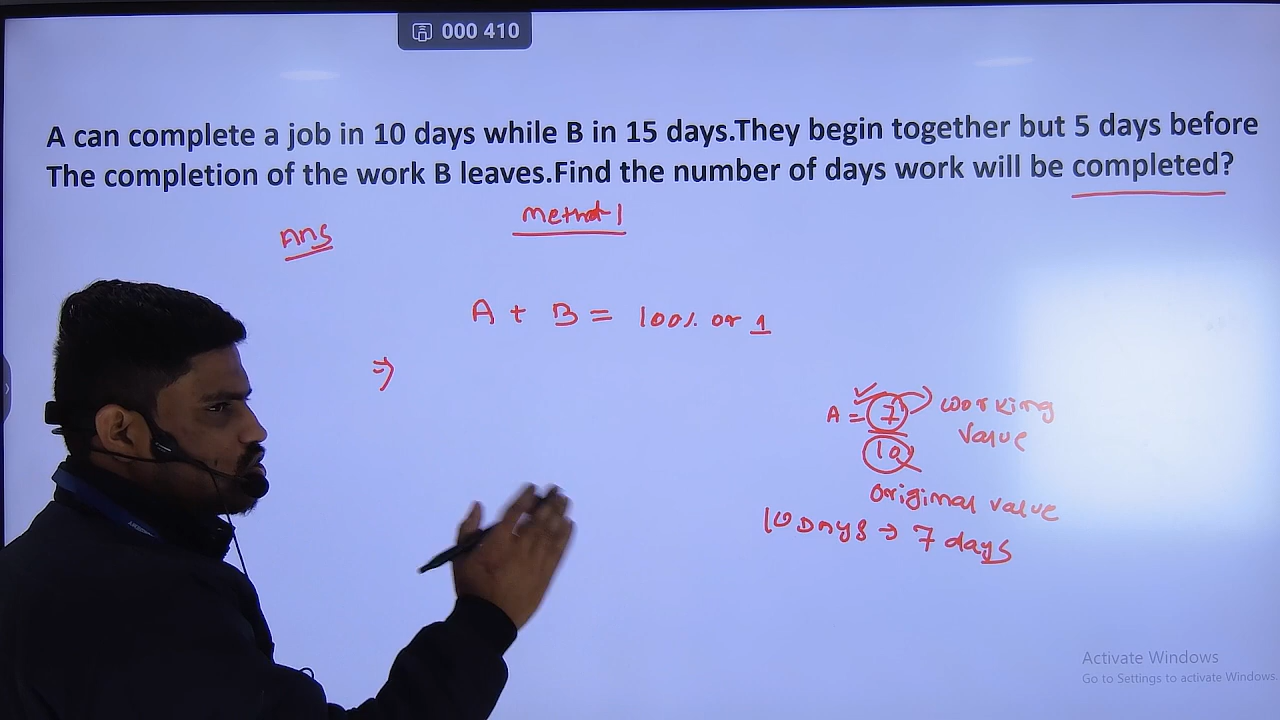 000 410
A can complete a job in 10 days while B in 15 days.They begin together but 5 days before
The completion of the work B leaves.Find the number of days work will be completed?
Ans
Method-1
A + B = 100% or 1
⇒
A = 7/10
working
value
original value
10 DAYS → 7 days
Activate Windows
Go to Settings to activate Windows.